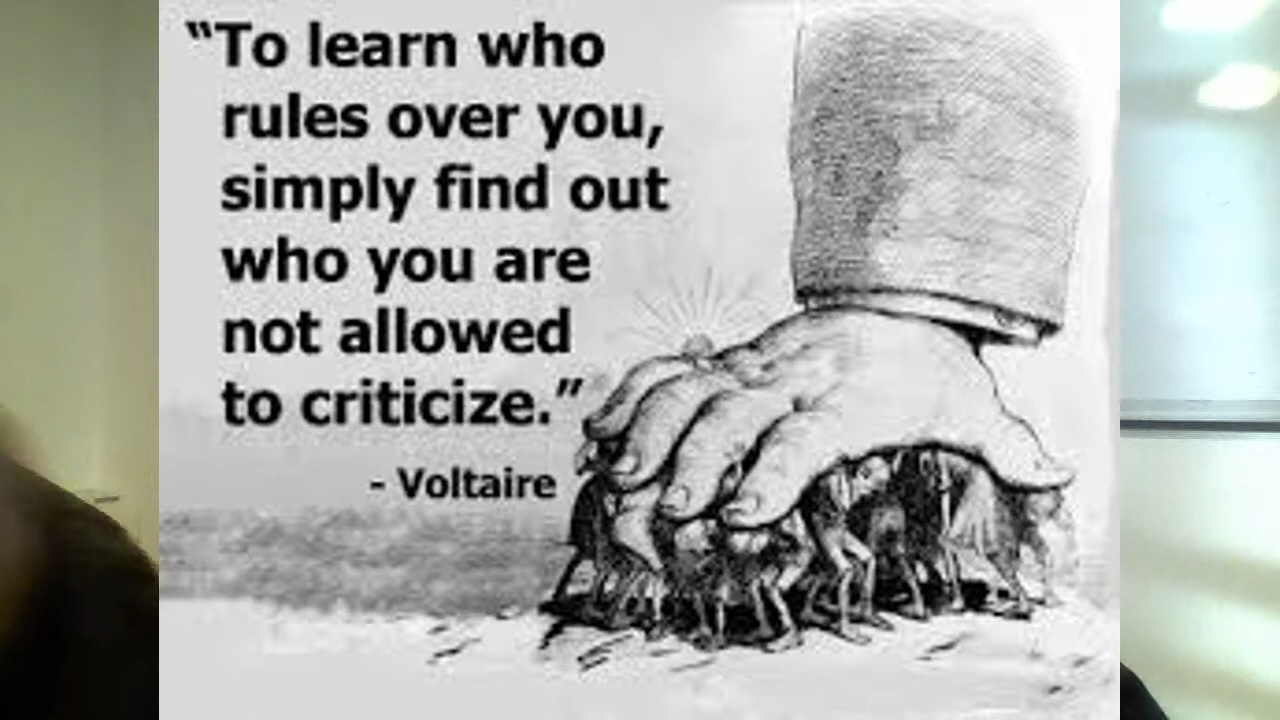 “To learn who
rules over you,
simply find out
who you are
not allowed
to criticize.”
- Voltaire